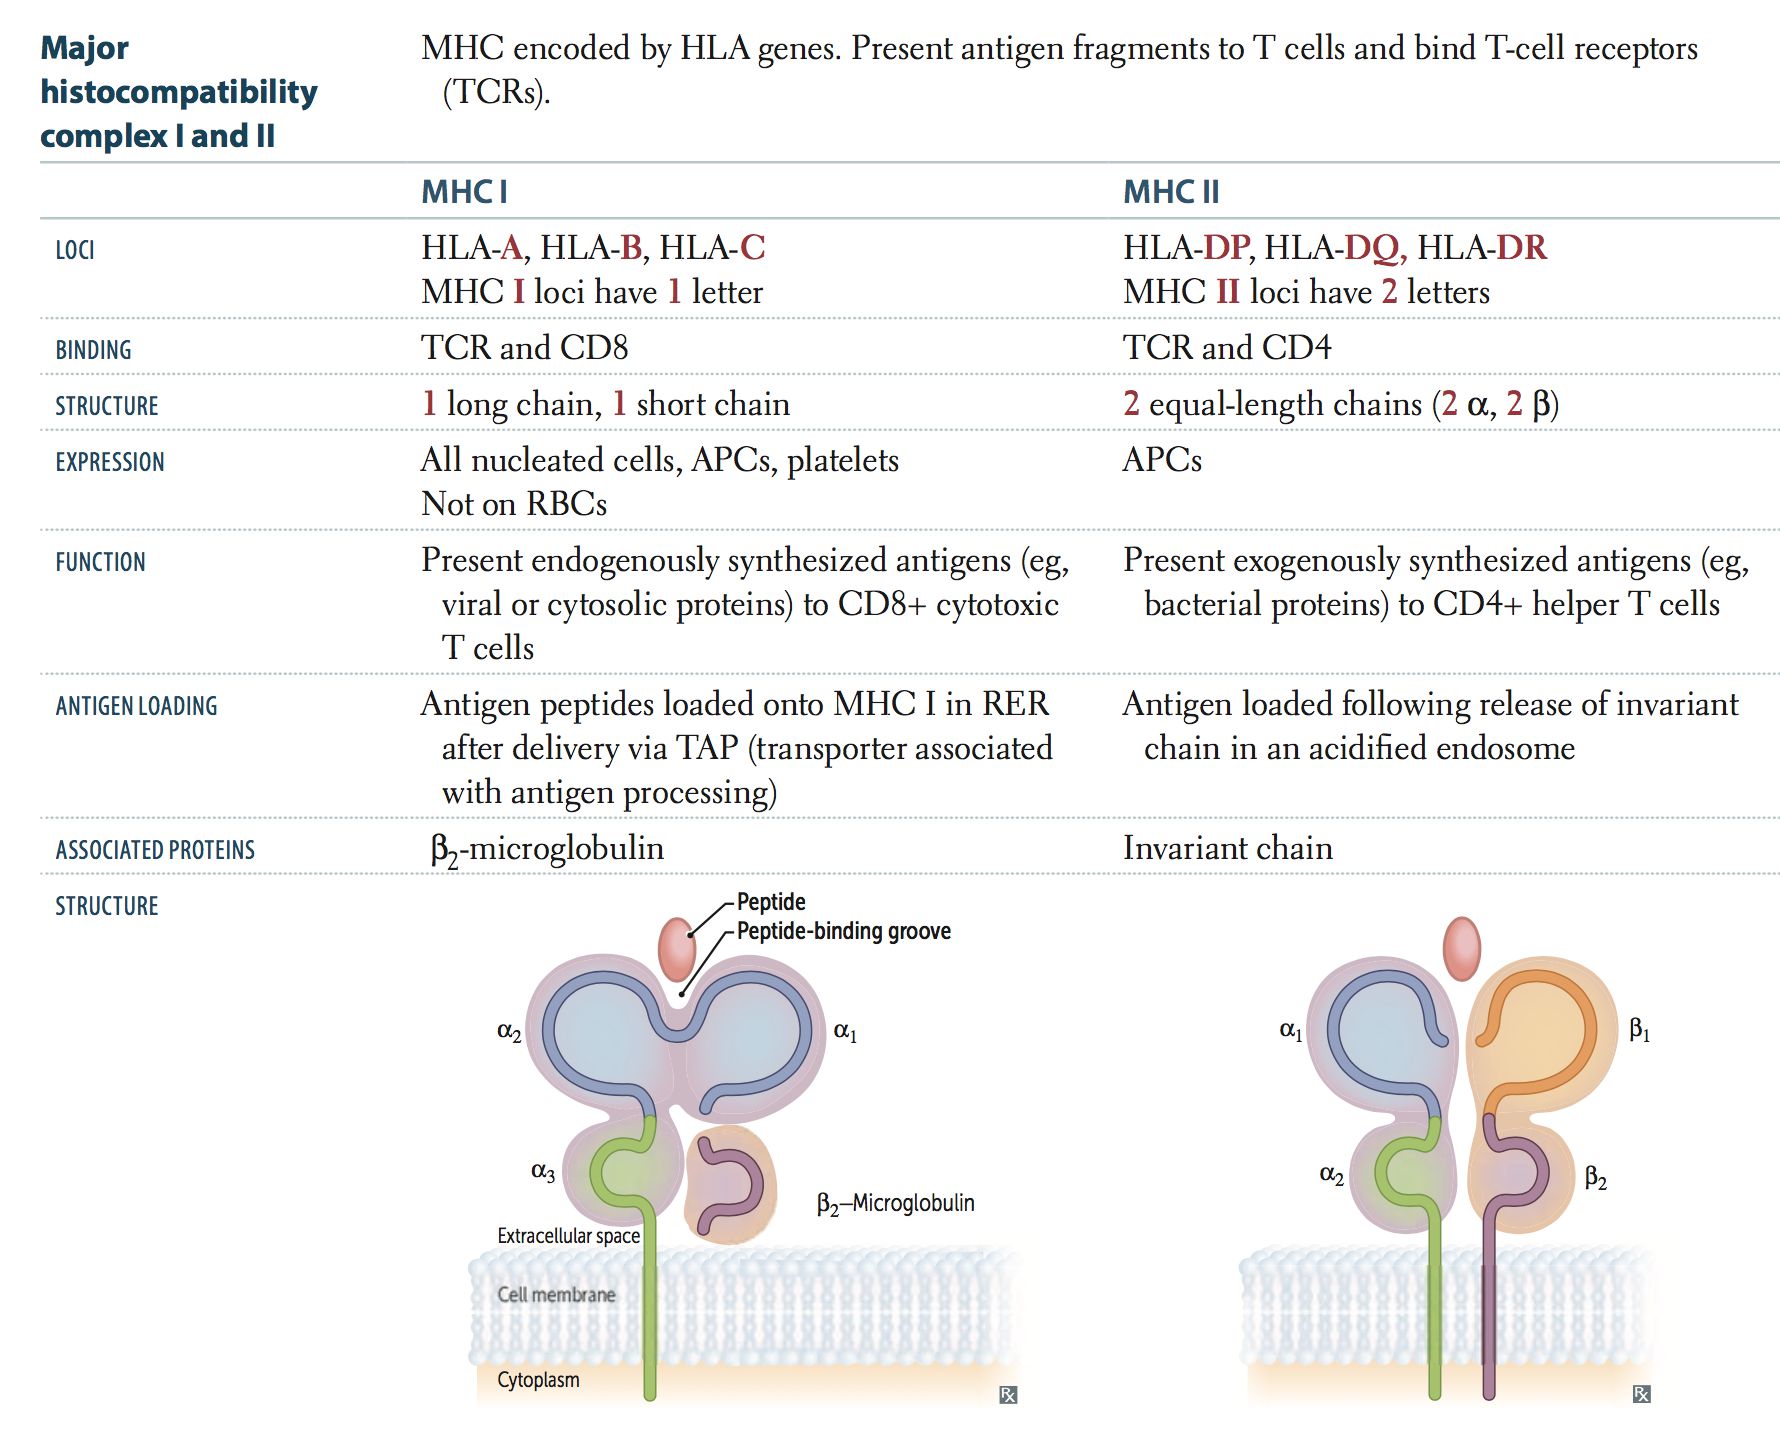 Major
histocompatibility
complex I and II
MHC encoded by HLA genes. Present antigen fragments to T cells and bind T-cell receptors
(TCRs).
MHC I
MHC II
LOCI
HLA-A, HLA-B, HLA-C
MHC I loci have 1 letter
HLA-DP, HLA-DQ, HLA-DR
MHC II loci have 2 letters
BINDING
TCR and CD8
TCR and CD4
STRUCTURE
1 long chain, 1 short chain
2 equal-length chains (2 α, 2 β)
EXPRESSION
All nucleated cells, APCs, platelets
Not on RBCs
APCs
FUNCTION
Present endogenously synthesized antigens (eg,
viral or cytosolic proteins) to CD8+ cytotoxic
T cells
Present exogenously synthesized antigens (eg,
bacterial proteins) to CD4+ helper T cells
ANTIGEN LOADING
Antigen peptides loaded onto MHC I in RER
after delivery via TAP (transporter associated
with antigen processing)
Antigen loaded following release of invariant
chain in an acidified endosome
ASSOCIATED PROTEINS
β₂-microglobulin
Invariant chain
STRUCTURE
Peptide
Peptide-binding groove
α₂
α₁
α₃
β₂–Microglobulin
Extracellular space
Cell membrane
Cytoplasm
Rx
α₁
β₁
α₂
β₂
Rx